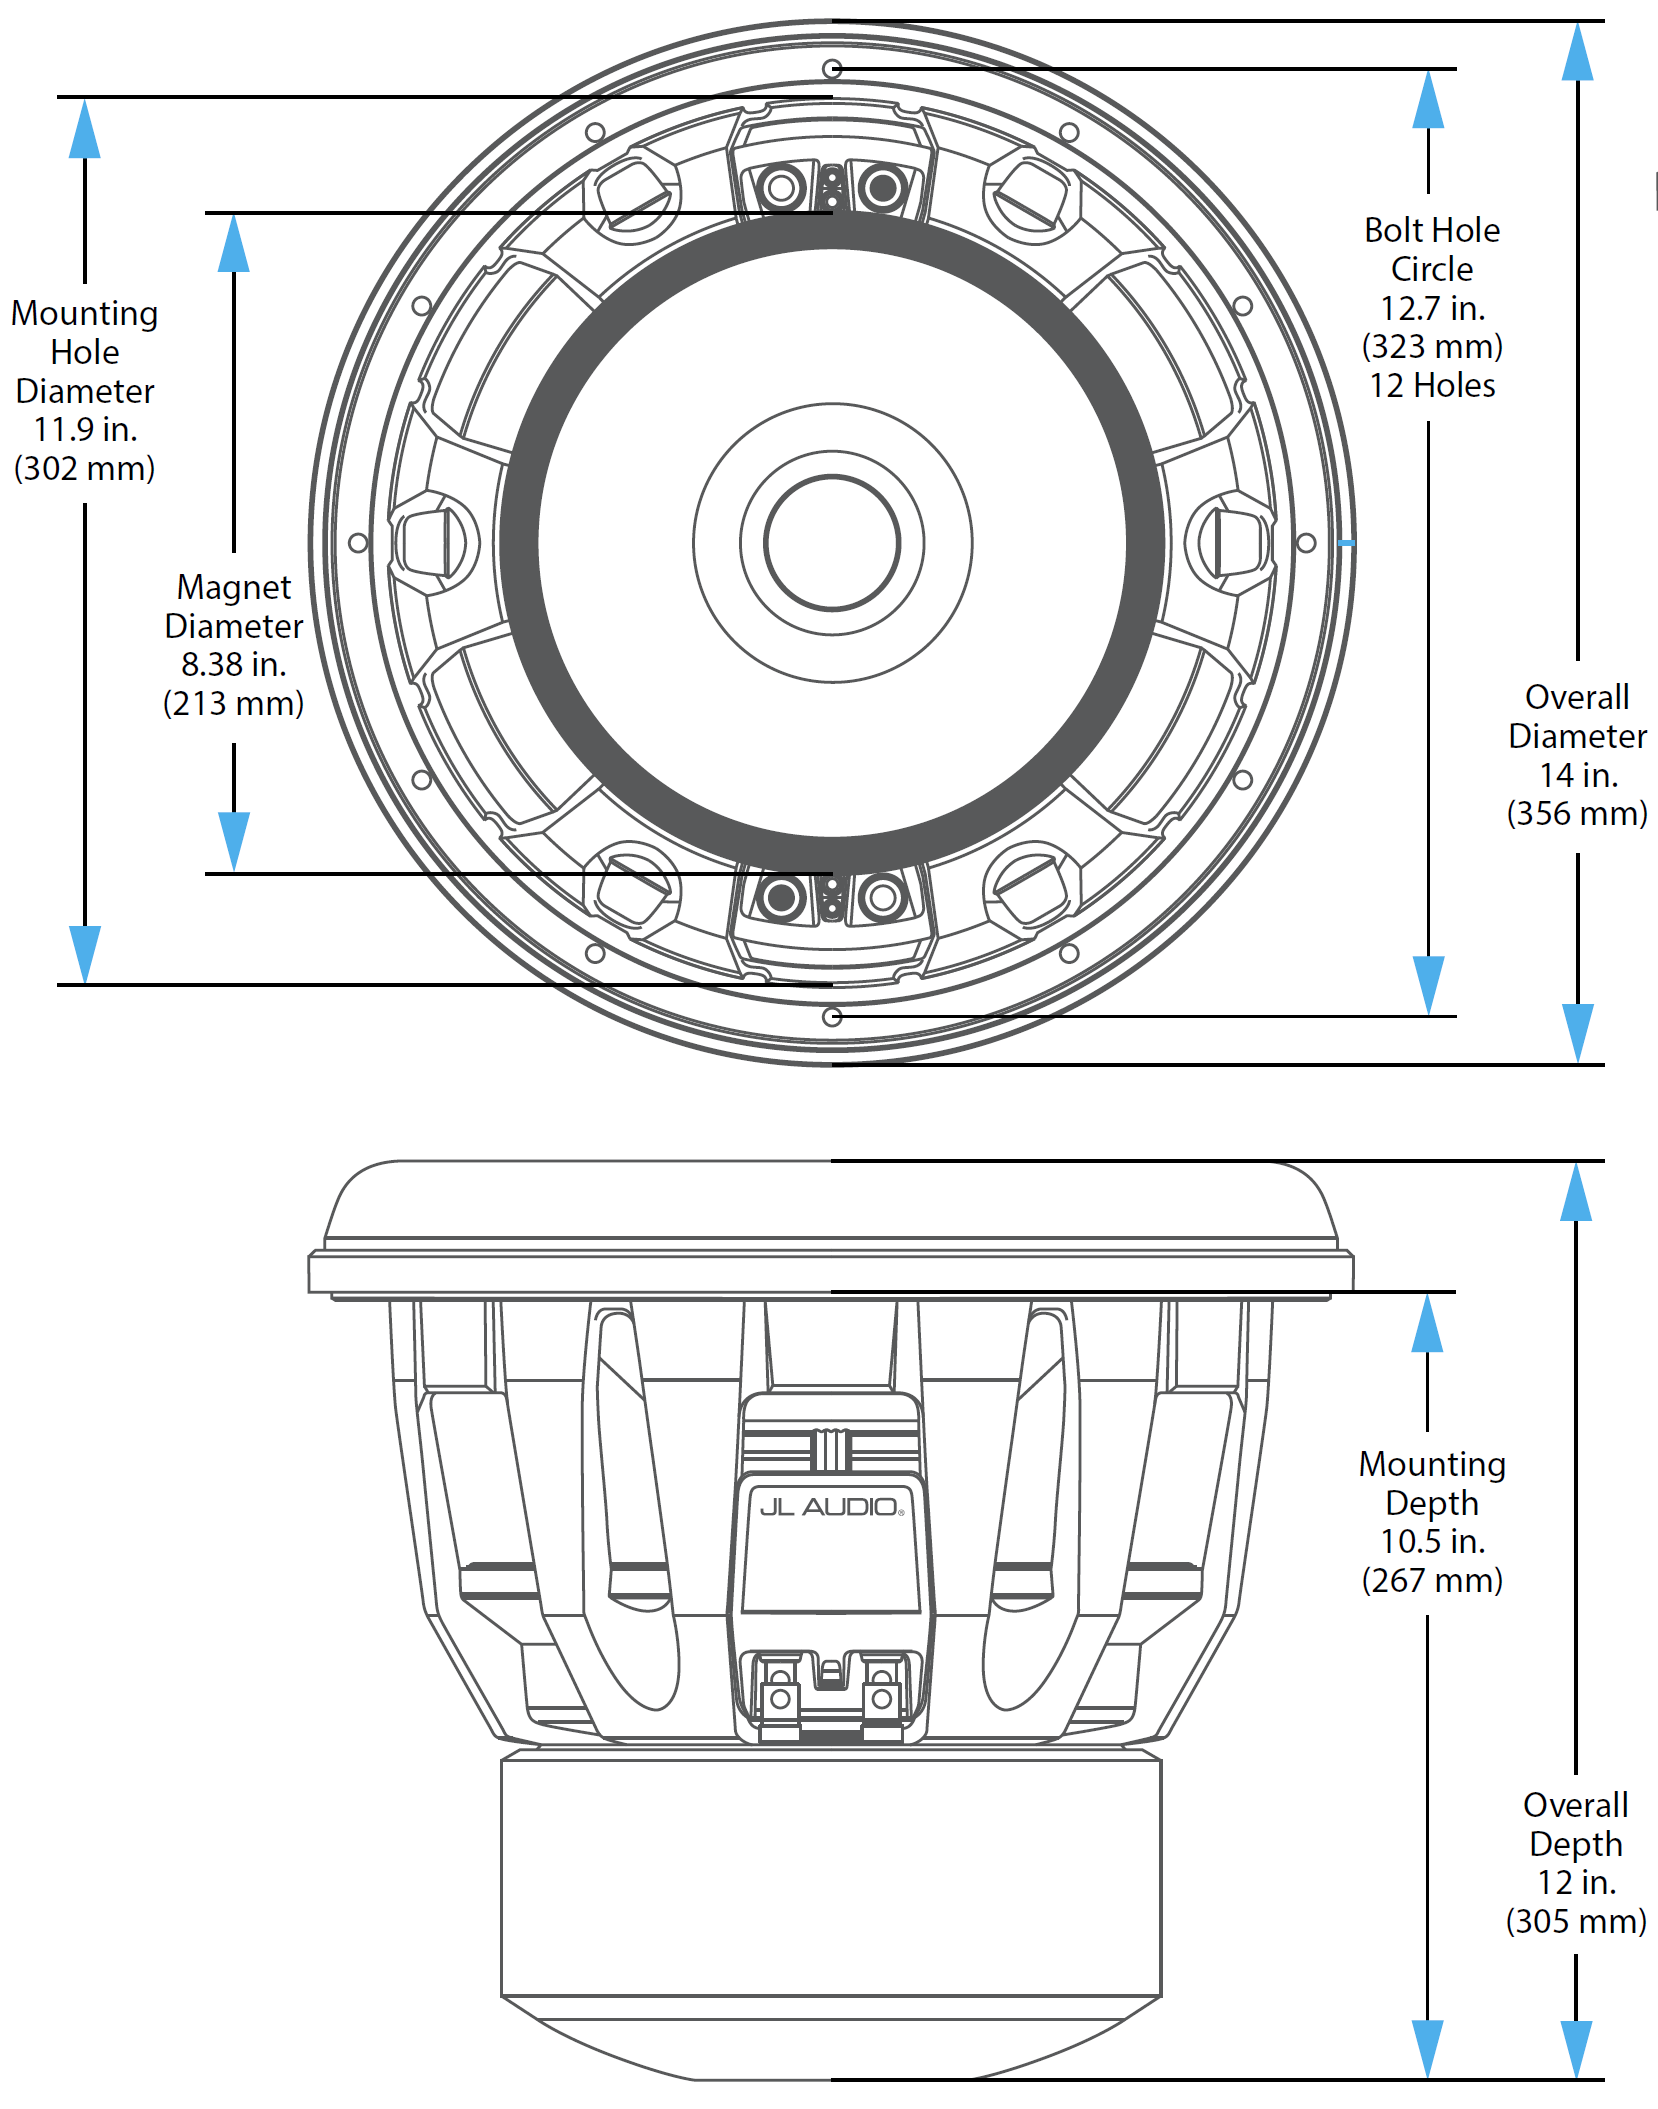 Mounting
Hole
Diameter
11.9 in.
(302 mm)
Magnet
Diameter
8.38 in.
(213 mm)
Bolt Hole
Circle
12.7 in.
(323 mm)
12 Holes
Overall
Diameter
14 in.
(356 mm)
JL AUDIO®
Mounting
Depth
10.5 in.
(267 mm)
Overall
Depth
12 in.
(305 mm)